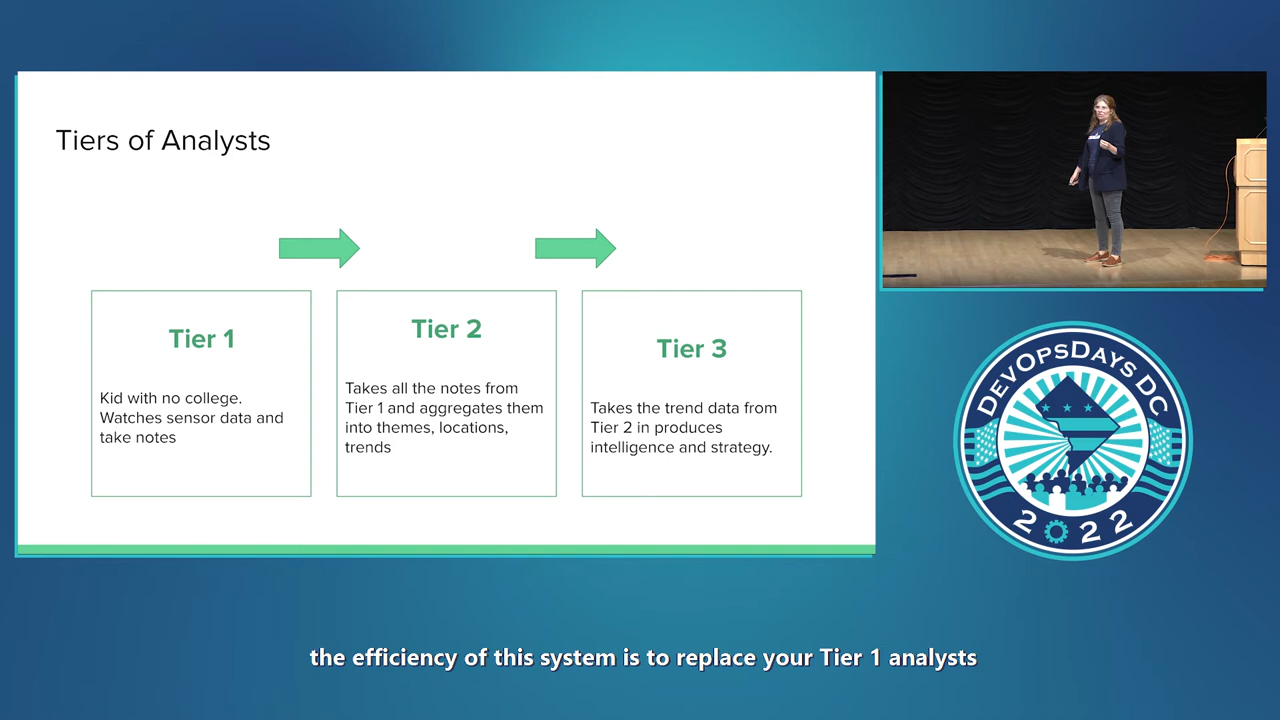 Tiers of Analysts
Tier 1
Kid with no college.
Watches sensor data and
take notes
Tier 2
Takes all the notes from
Tier 1 and aggregates them
into themes, locations,
trends
Tier 3
Takes the trend data from
Tier 2 in produces
intelligence and strategy.
DEVOPSDAYS DC
2022
the efficiency of this system is to replace your Tier 1 analysts